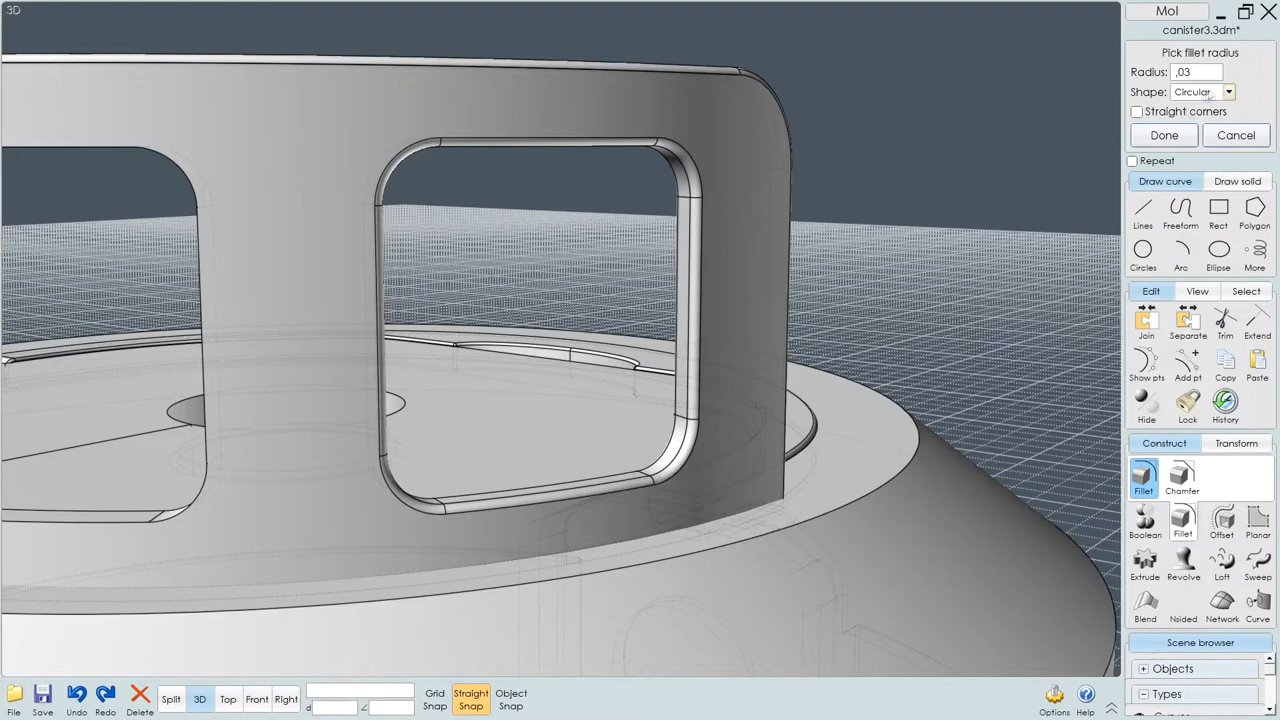 3D
MoI
canister3.3dm*
Pick fillet radius
Radius: ,03
Shape: Circular
Straight corners
Done Cancel
Repeat
Draw curve Draw solid
Lines Freeform Rect Polygon
Circles Arc Ellipse More
Edit View Select
Join Separate Trim Extend
Show pts Add pt Copy Paste
Hide Lock History
Construct Transform
Fillet Chamfer
Boolean Fillet Offset Planar
Extrude Revolve Loft Sweep
Blend Nsided Network Curve
Scene browser
Objects
Types
File Save Undo Redo Delete Split 3D Top Front Right d ∠ Grid Snap Straight Snap Object Snap Options Help